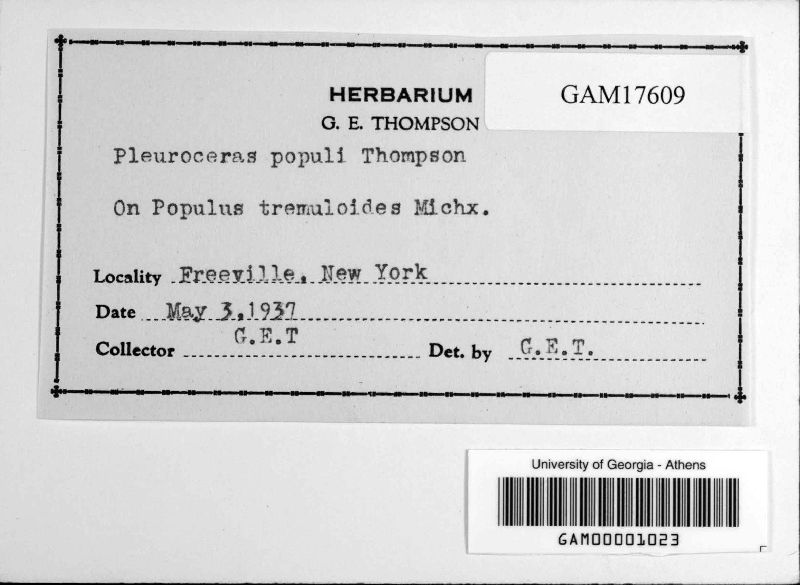 HERBARIUM
G. E. THOMPSON
GAM17609
Pleuroceras populi Thompson
On Populus tremuloides Michx.
Locality Freeville, New York
Date May 3,1937
Collector G.E.T
Det. by G.E.T.
University of Georgia - Athens
GAM00001023